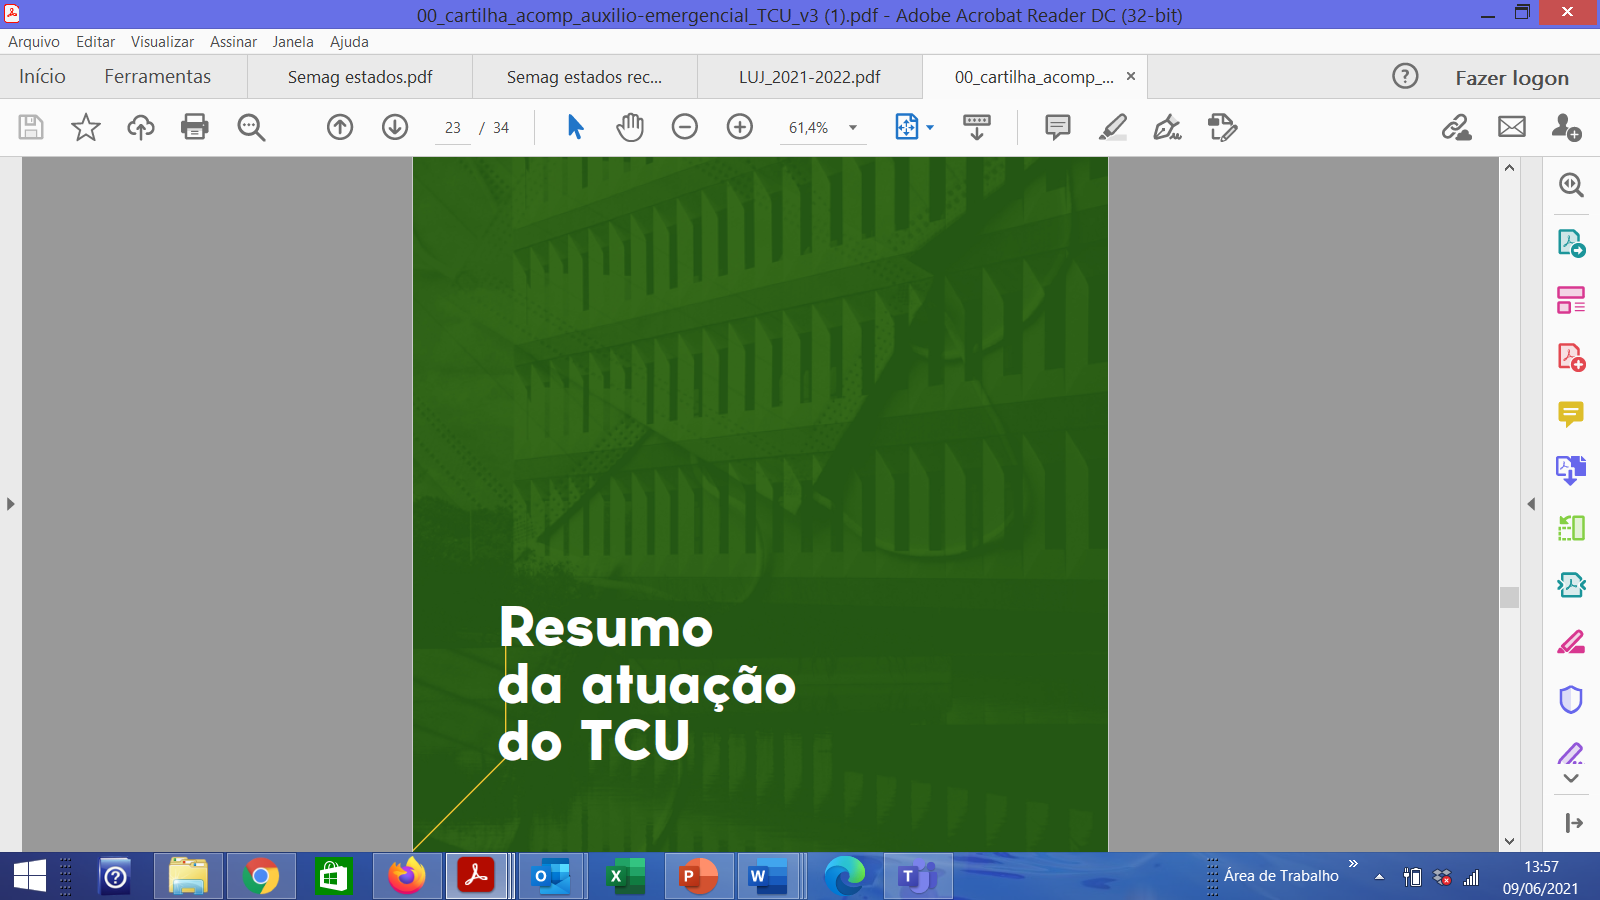 00_cartilha_acomp_auxilio-emergencial_TCU_v3 (1).pdf - Adobe Acrobat Reader DC (32-bit)
Arquivo Editar Visualizar Assinar Janela Ajuda
Início Ferramentas Semag estados.pdf Semag estados rec... LUJ_2021-2022.pdf 00_cartilha_acomp_... × Fazer logon
23 / 34 61,4%
Resumo
da atuação
do TCU
Área de Trabalho
13:57
09/06/2021